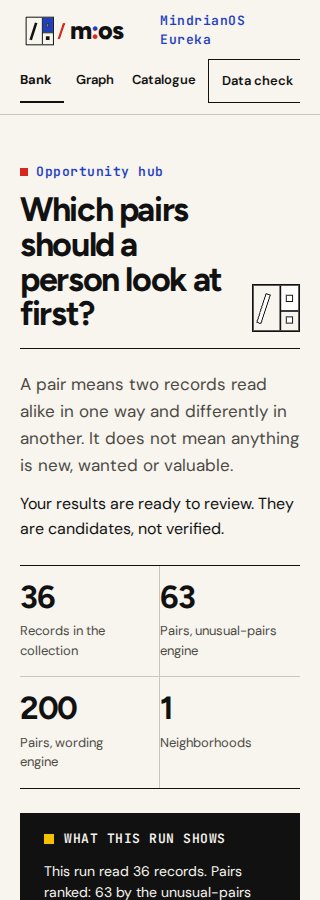 m:os
MindrianOS
Eureka
Bank Graph Catalogue Data check
Opportunity hub
Which pairs
should a
person look at
first?
A pair means two records read
alike in one way and differently in
another. It does not mean anything
is new, wanted or valuable.
Your results are ready to review. They
are candidates, not verified.
36
Records in the
collection
63
Pairs, unusual-pairs
engine
200
Pairs, wording
engine
1
Neighborhoods
WHAT THIS RUN SHOWS
This run read 36 records. Pairs
ranked: 63 by the unusual-pairs